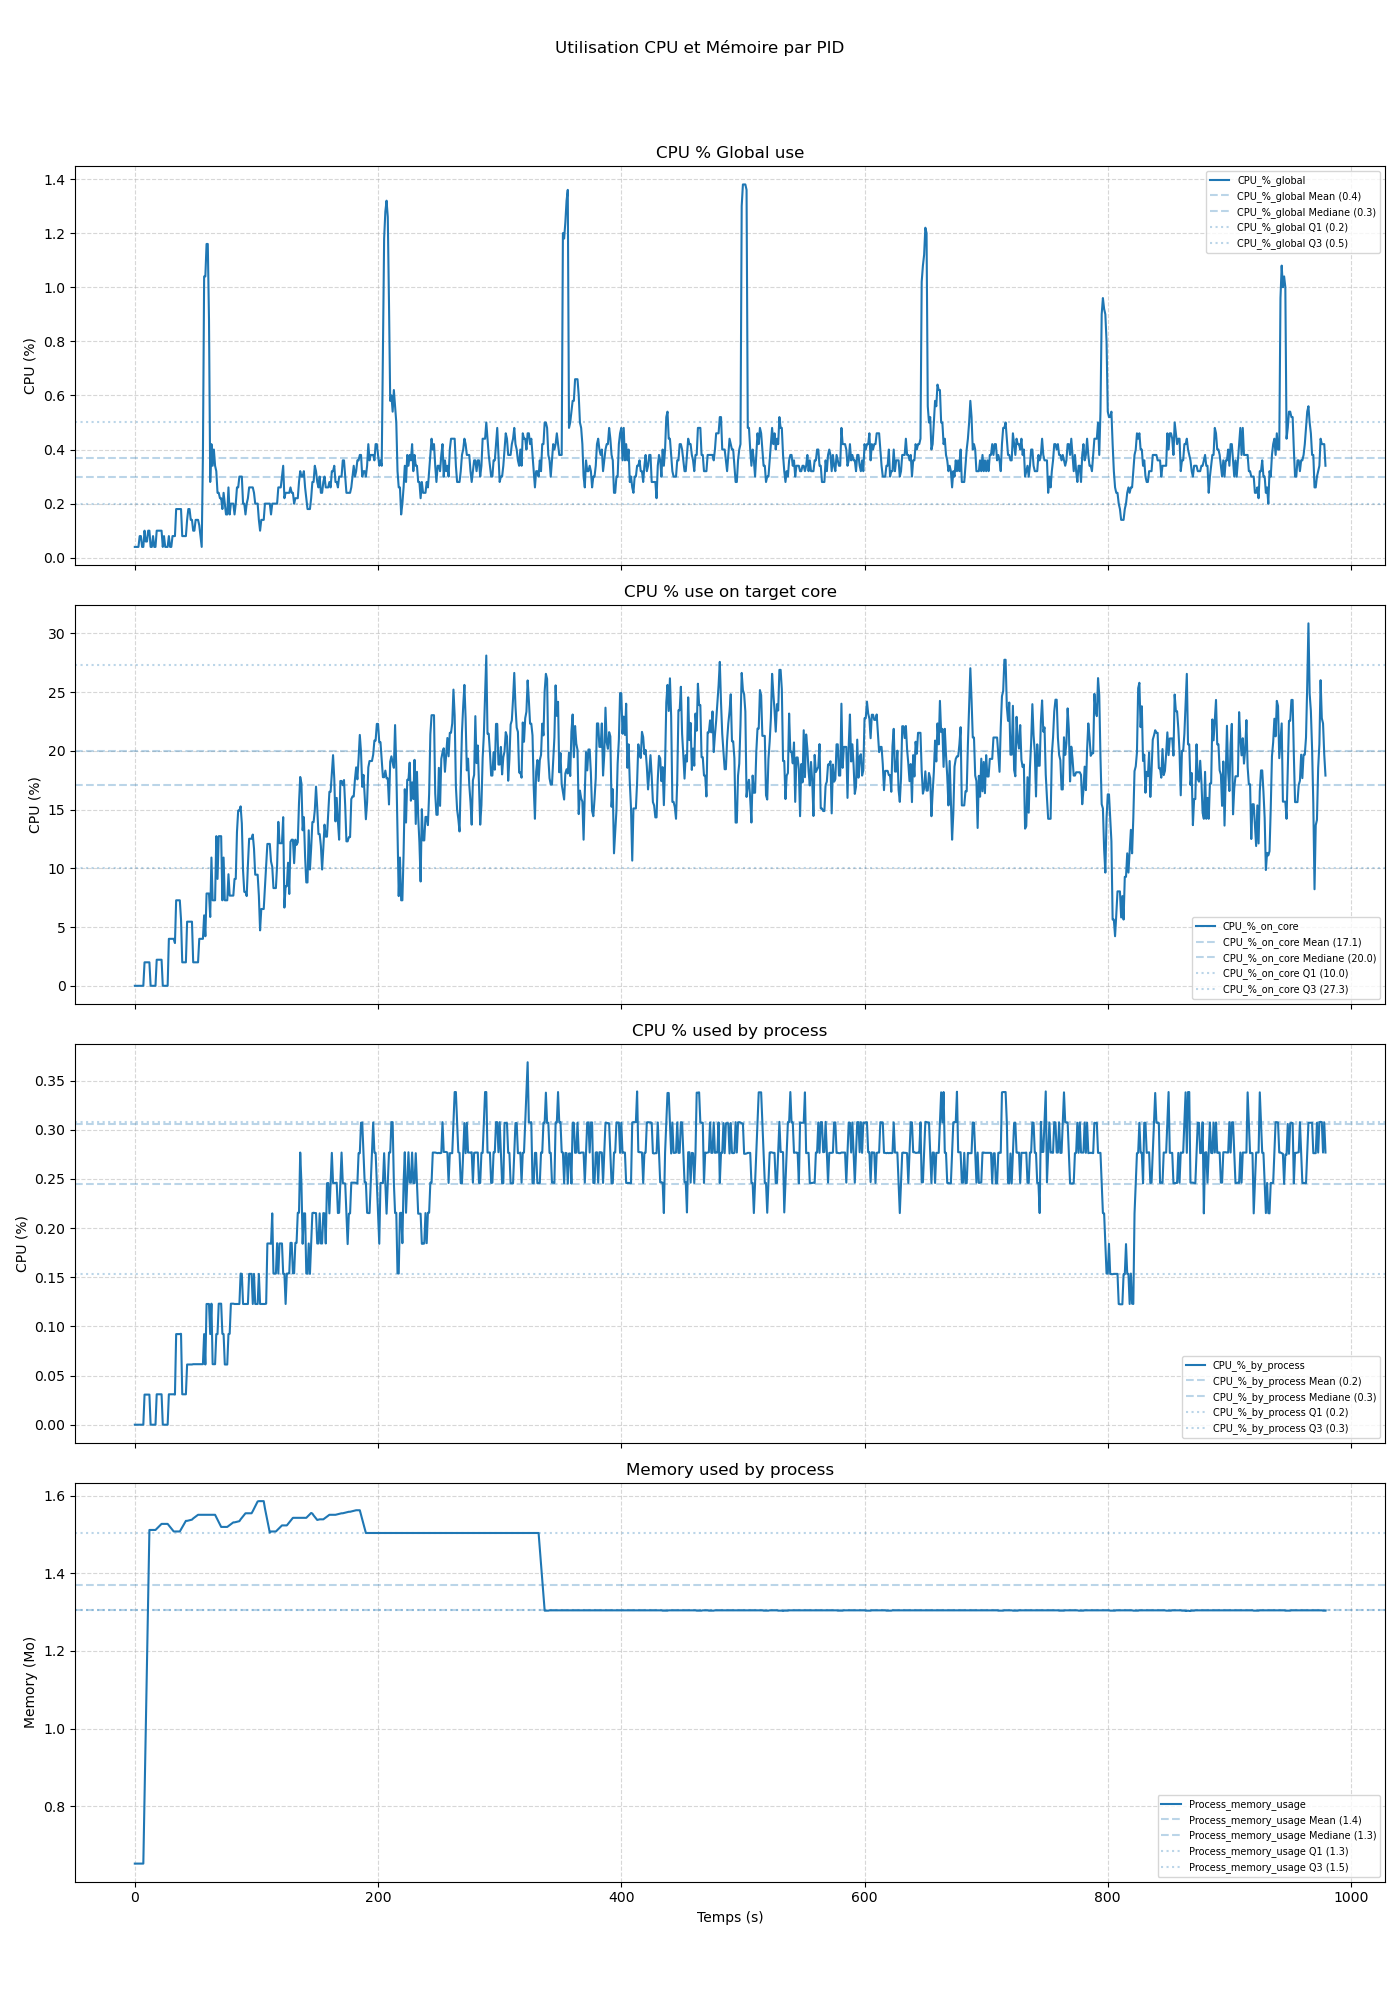 Utilisation CPU et Mémoire par PID
CPU % Global use
1.4
1.2
1.0
0.8
0.6
0.4
0.2
0.0
CPU (%)
CPU_%_global
CPU_%_global Mean (0.4)
CPU_%_global Mediane (0.3)
CPU_%_global Q1 (0.2)
CPU_%_global Q3 (0.5)
CPU % use on target core
30
25
20
15
10
5
0
CPU (%)
CPU_%_on_core
CPU_%_on_core Mean (17.1)
CPU_%_on_core Mediane (20.0)
CPU_%_on_core Q1 (10.0)
CPU_%_on_core Q3 (27.3)
CPU % used by process
0.35
0.30
0.25
0.20
0.15
0.10
0.05
0.00
CPU (%)
CPU_%_by_process
CPU_%_by_process Mean (0.2)
CPU_%_by_process Mediane (0.3)
CPU_%_by_process Q1 (0.2)
CPU_%_by_process Q3 (0.3)
Memory used by process
1.6
1.4
1.2
1.0
0.8
Memory (Mo)
Process_memory_usage
Process_memory_usage Mean (1.4)
Process_memory_usage Mediane (1.3)
Process_memory_usage Q1 (1.3)
Process_memory_usage Q3 (1.5)
0 200 400 600 800 1000
Temps (s)